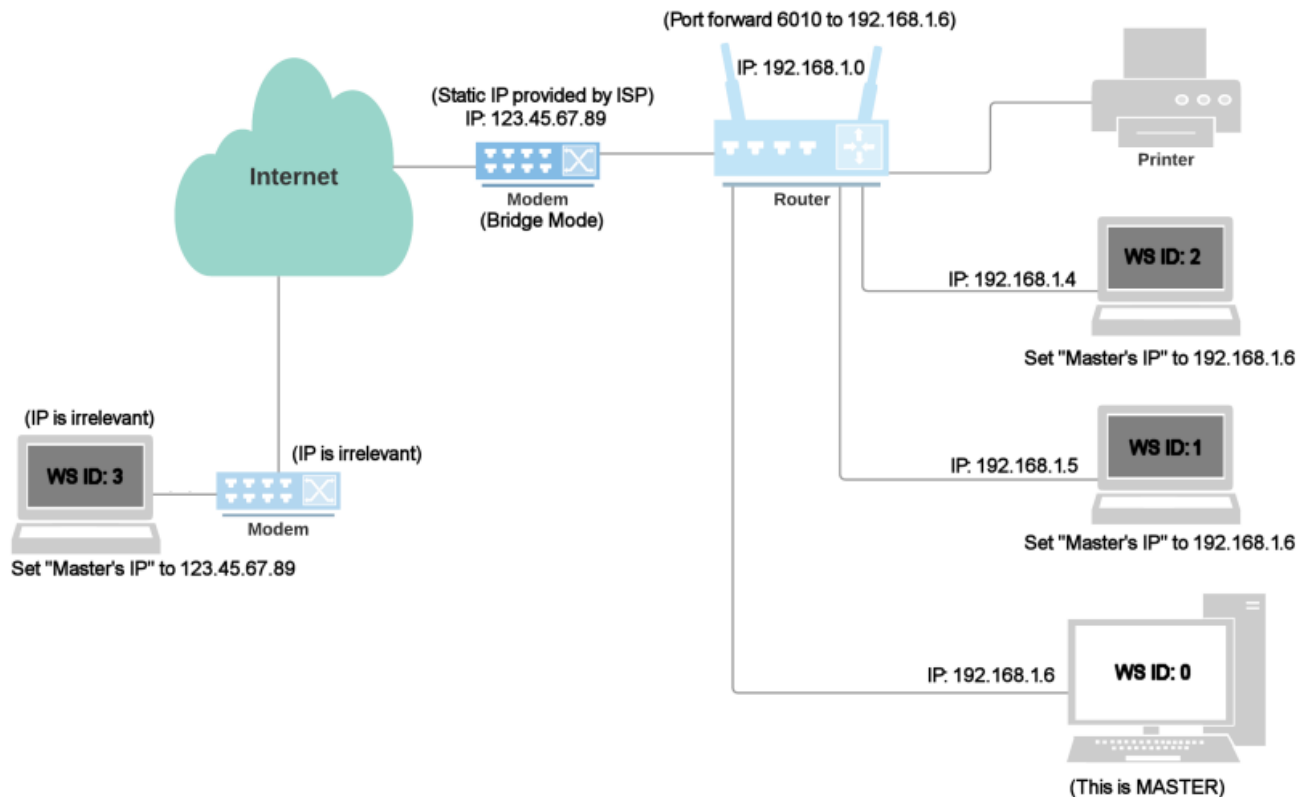 (Port forward 6010 to 192.168.1.6)
IP: 192.168.1.0
(Static IP provided by ISP)
IP: 123.45.67.89
Internet
Modem
(Bridge Mode)
Router
Printer
WS ID: 2
IP: 192.168.1.4
Set "Master's IP" to 192.168.1.6
(IP is irrelevant)
(IP is irrelevant)
WS ID: 3
Modem
Set "Master's IP" to 123.45.67.89
WS ID: 1
IP: 192.168.1.5
Set "Master's IP" to 192.168.1.6
IP: 192.168.1.6
WS ID: 0
(This is MASTER)